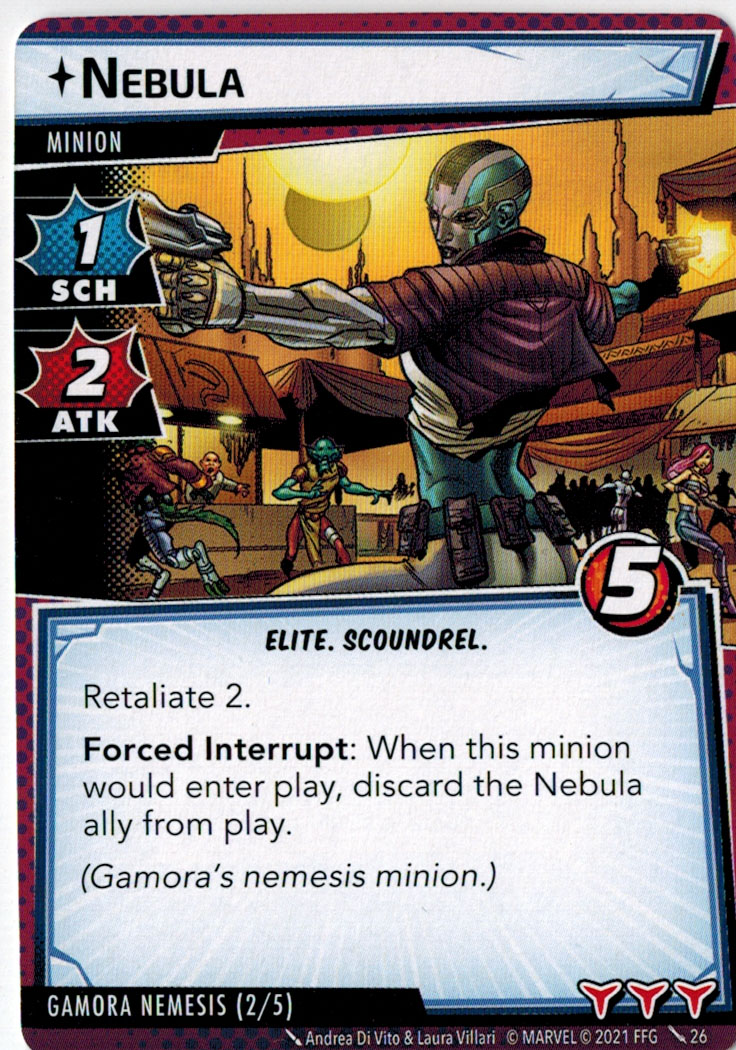 NEBULA
MINION
1
SCH
2
ATK
5
ELITE. SCOUNDREL.
Retaliate 2.
Forced Interrupt: When this minion
would enter play, discard the Nebula
ally from play.
(Gamora's nemesis minion.)
GAMORA NEMESIS (2/5)
Andrea Di Vito & Laura Villari © MARVEL © 2021 FFG 26